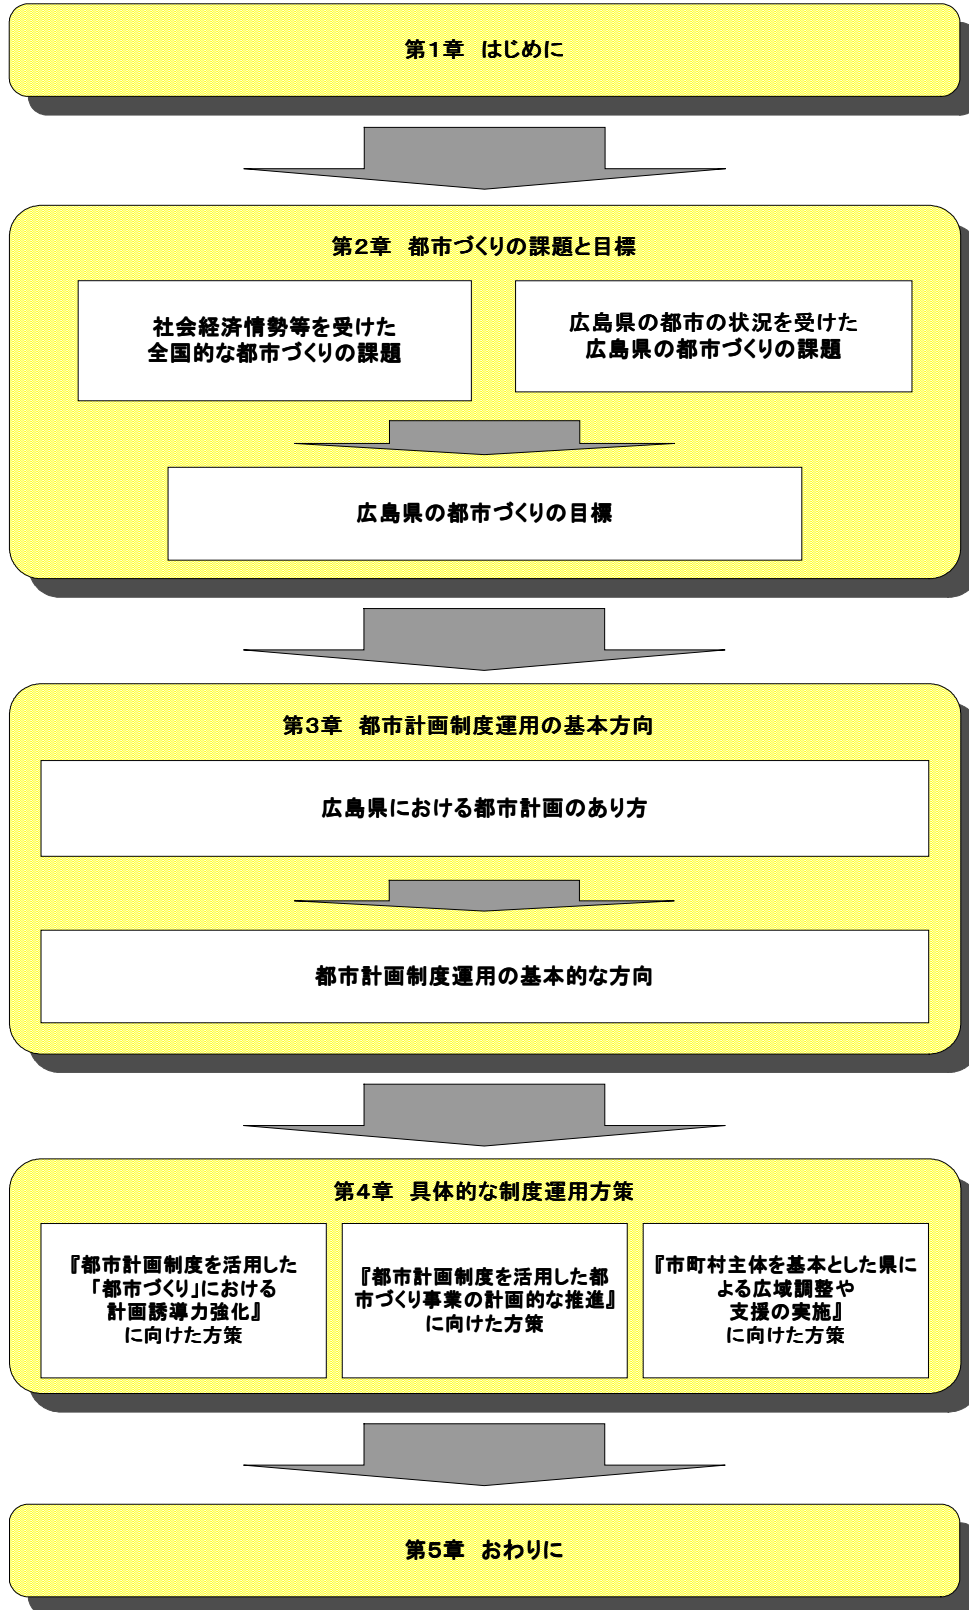 第1章 はじめに
第2章 都市づくりの課題と目標
社会経済情勢等を受けた
全国的な都市づくりの課題
広島県の都市の状況を受けた
広島県の都市づくりの課題
広島県の都市づくりの目標
第3章 都市計画制度運用の基本方向
広島県における都市計画のあり方
都市計画制度運用の基本的な方向
第4章 具体的な制度運用方策
『都市計画制度を活用した
「都市づくり」における
計画誘導力強化』
に向けた方策
『都市計画制度を活用した都
市づくり事業の計画的な推進』
に向けた方策
『市町村主体を基本とした県に
よる広域調整や
支援の実施』
に向けた方策
第5章 おわりに